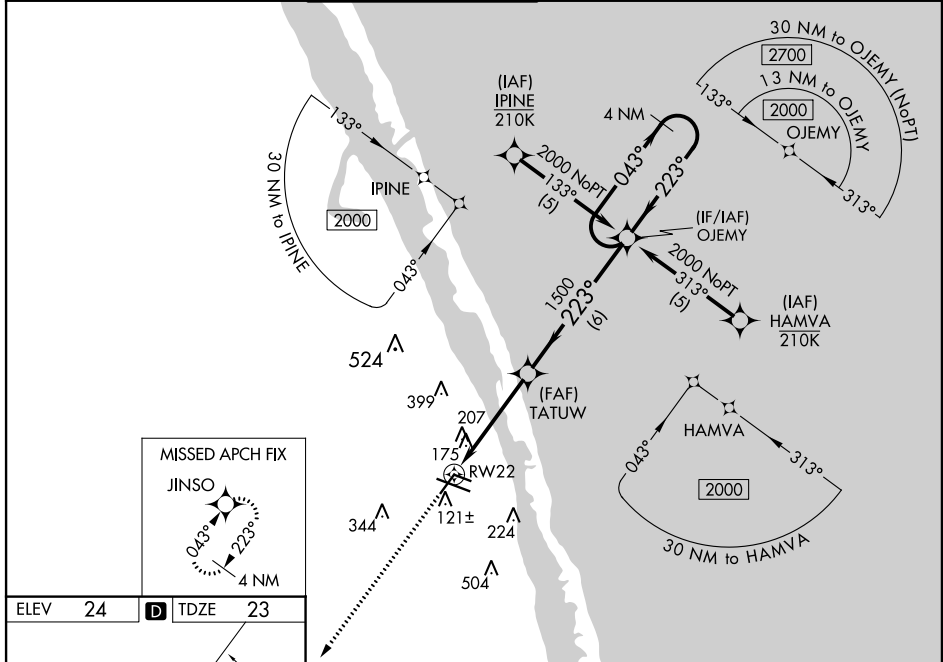 30 NM to OJEMY (NoPT)
2700
13 NM to OJEMY
2000
133°
OJEMY
313°
(IAF)
IPINE
210K
4 NM
043°
223°
2000 NoPT
133°
(5)
133°
IPINE
30 NM to IPINE
2000
043°
(IF/IAF)
OJEMY
2000 NoPT
313°
(5)
1500
223°
(6)
(IAF)
HAMVA
210K
524
(FAF)
TATUW
399
207
175
RW22
HAMVA
043°
313°
2000
30 NM to HAMVA
MISSED APCH FIX
JINSO
043°
223°
4 NM
344
121±
224
504
ELEV 24 D TDZE 23